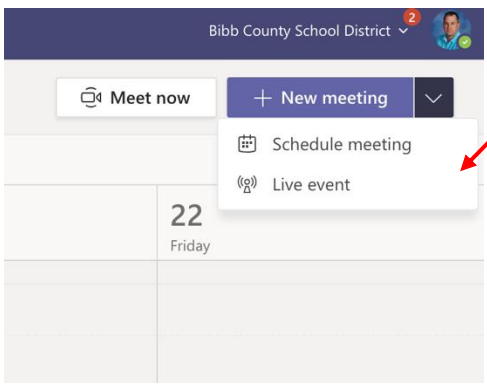 Bibb County School District
2
Meet now
+ New meeting
Schedule meeting
Live event
22
Friday